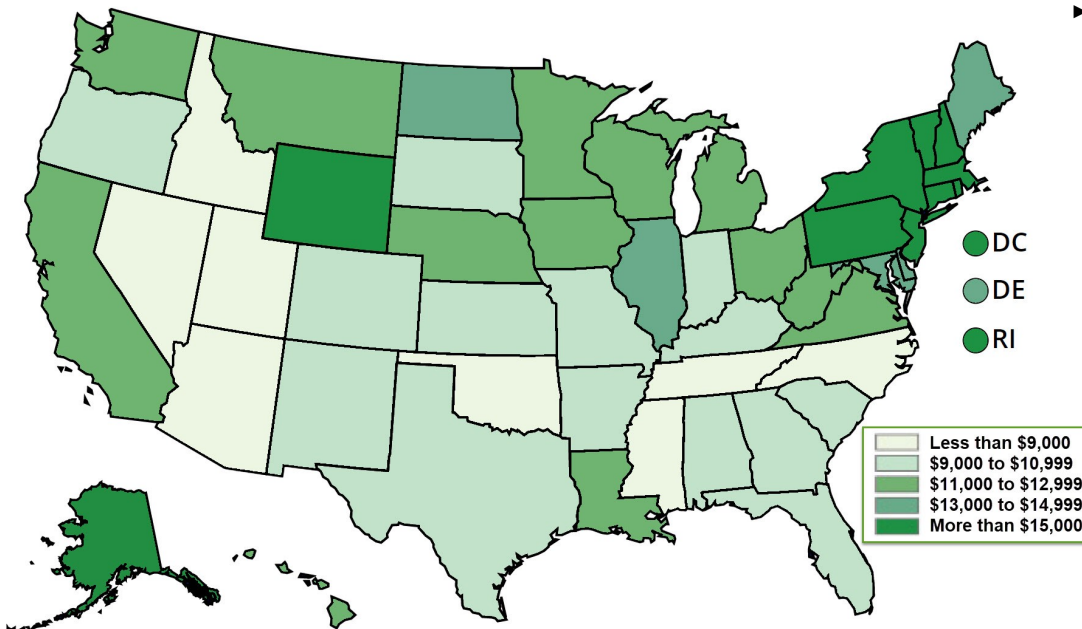 DC
DE
RI
Less than $9,000
$9,000 to $10,999
$11,000 to $12,999
$13,000 to $14,999
More than $15,000